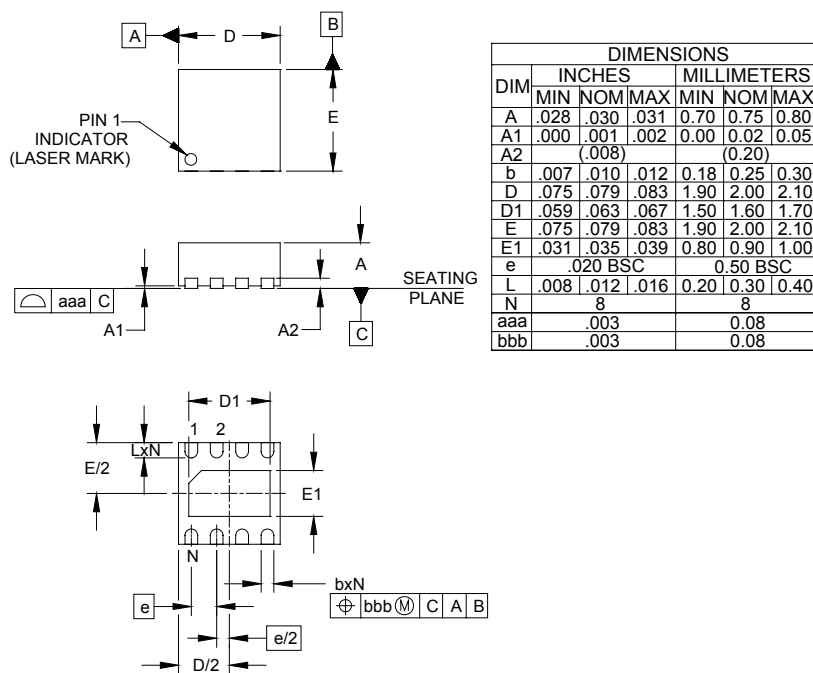 A
D
B
E
PIN 1
INDICATOR
(LASER MARK)
A
SEATING
PLANE
aaa C
A1
A2
C
D1
1 2
LxN
E/2
E1
N
bxN
e
bbb M C A B
e/2
D/2
DIMENSIONS
DIM INCHES MILLIMETERS
MIN NOM MAX MIN NOM MAX
A .028 .030 .031 0.70 0.75 0.80
A1 .000 .001 .002 0.00 0.02 0.05
A2 (.008) (0.20)
b .007 .010 .012 0.18 0.25 0.30
D .075 .079 .083 1.90 2.00 2.10
D1 .059 .063 .067 1.50 1.60 1.70
E .075 .079 .083 1.90 2.00 2.10
E1 .031 .035 .039 0.80 0.90 1.00
e .020 BSC 0.50 BSC
L .008 .012 .016 0.20 0.30 0.40
N 8 8
aaa .003 0.08
bbb .003 0.08